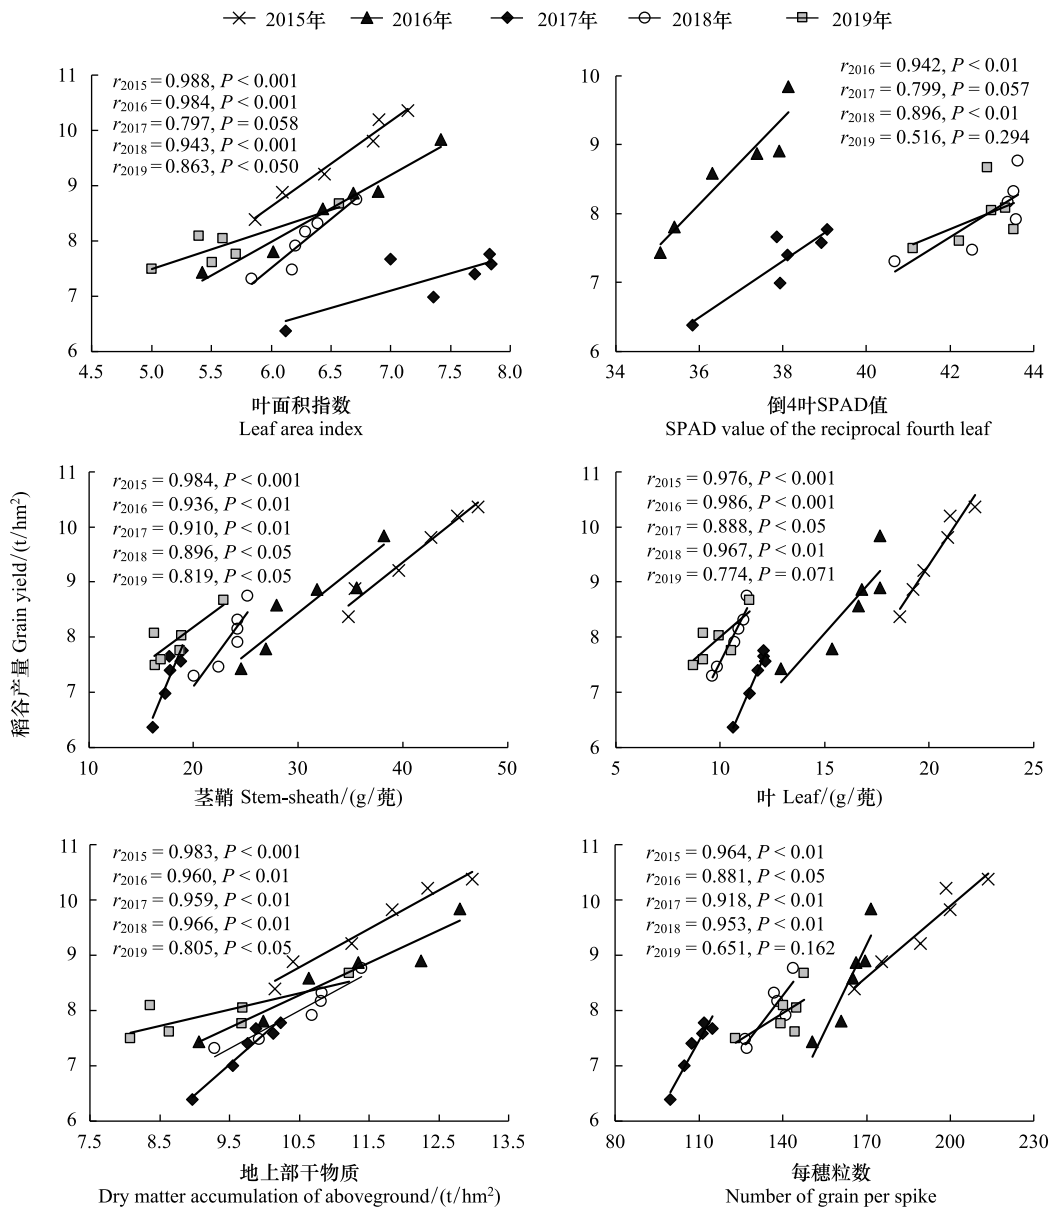 2015年 2016年 2017年 2018年 2019年
r2015 = 0.988, P < 0.001
r2016 = 0.984, P < 0.001
r2017 = 0.797, P = 0.058
r2018 = 0.943, P < 0.001
r2019 = 0.863, P < 0.050
11
10
9
8
7
6
4.5 5.0 5.5 6.0 6.5 7.0 7.5 8.0
叶面积指数
Leaf area index
r2016 = 0.942, P < 0.01
r2017 = 0.799, P = 0.057
r2018 = 0.896, P < 0.01
r2019 = 0.516, P = 0.294
10
9
8
7
6
34 36 38 40 42 44
倒4叶SPAD值
SPAD value of the reciprocal fourth leaf
稻谷产量 Grain yield/(t/hm2)
r2015 = 0.984, P < 0.001
r2016 = 0.936, P < 0.01
r2017 = 0.910, P < 0.01
r2018 = 0.896, P < 0.05
r2019 = 0.819, P < 0.05
11
10
9
8
7
6
10 20 30 40 50
茎鞘 Stem-sheath/(g/蔸)
r2015 = 0.976, P < 0.001
r2016 = 0.986, P < 0.001
r2017 = 0.888, P < 0.05
r2018 = 0.967, P < 0.01
r2019 = 0.774, P = 0.071
11
10
9
8
7
6
5 10 15 20 25
叶 Leaf/(g/蔸)
r2015 = 0.983, P < 0.001
r2016 = 0.960, P < 0.01
r2017 = 0.959, P < 0.01
r2018 = 0.966, P < 0.01
r2019 = 0.805, P < 0.05
11
10
9
8
7
6
7.5 8.5 9.5 10.5 11.5 12.5 13.5
地上部干物质
Dry matter accumulation of aboveground/(t/hm2)
r2015 = 0.964, P < 0.01
r2016 = 0.881, P < 0.05
r2017 = 0.918, P < 0.01
r2018 = 0.953, P < 0.01
r2019 = 0.651, P = 0.162
11
10
9
8
7
6
80 110 140 170 200 230
每穗粒数
Number of grain per spike